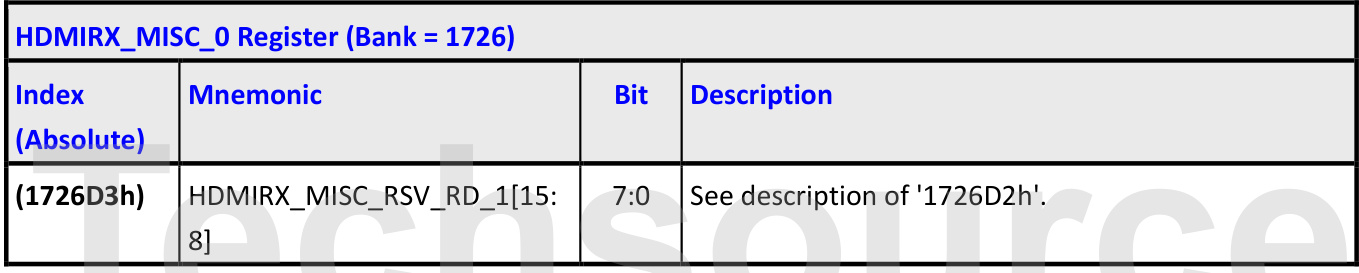 HDMIRX_MISC_0 Register (Bank = 1726)
Index (Absolute) Mnemonic Bit Description
(1726D3h) HDMIRX_MISC_RSV_RD_1[15:8] 7:0 See description of '1726D2h'.
Techsource